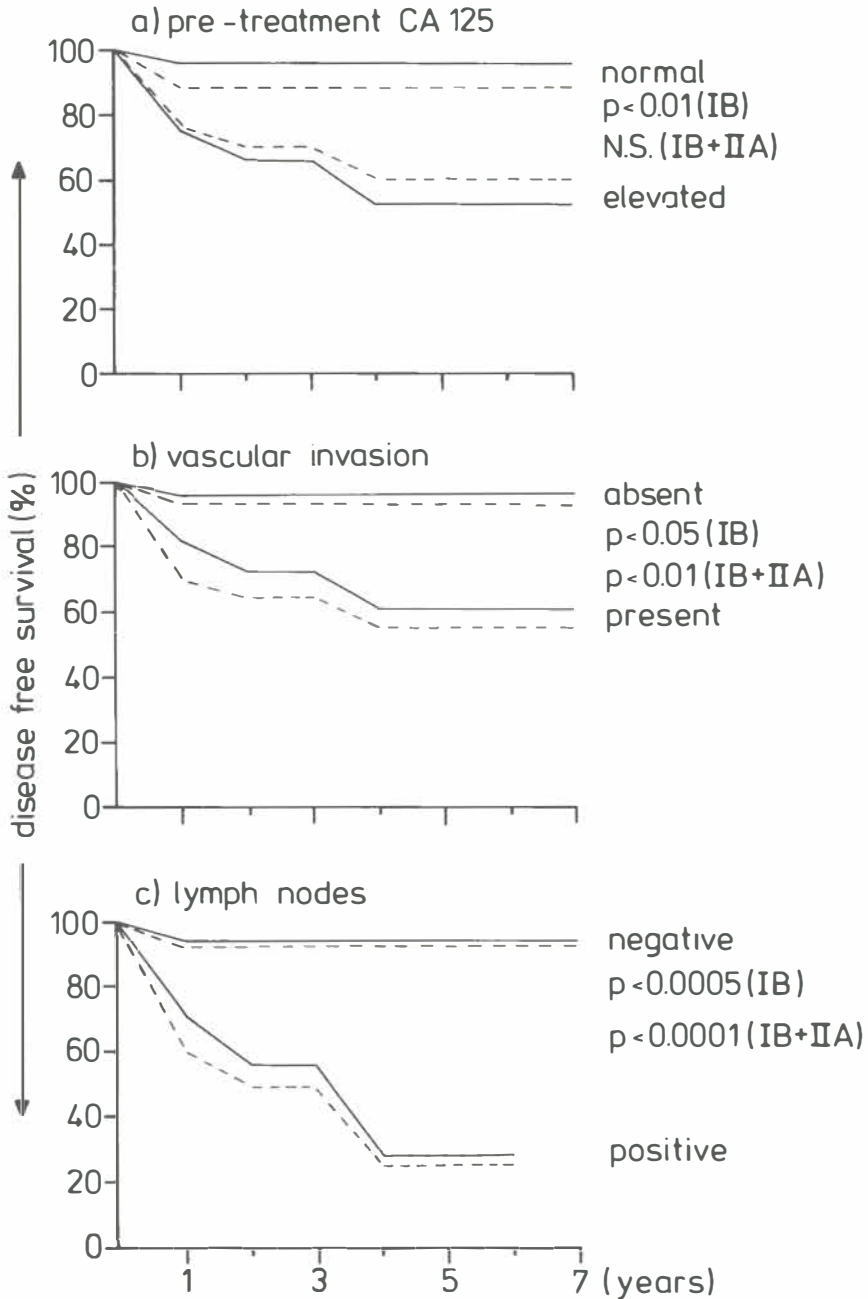 a) pre-treatment CA 125
100
80
60
40
20
0
normal
p<0.01 (IB)
N.S. (IB+IIA)
elevated
disease free survival (%)
b) vascular invasion
100
80
60
40
20
0
absent
p<0.05 (IB)
p<0.01 (IB+IIA)
present
c) lymph nodes
100
80
60
40
20
0
negative
p<0.0005 (IB)
p<0.0001 (IB+IIA)
positive
1 3 5 7 (years)